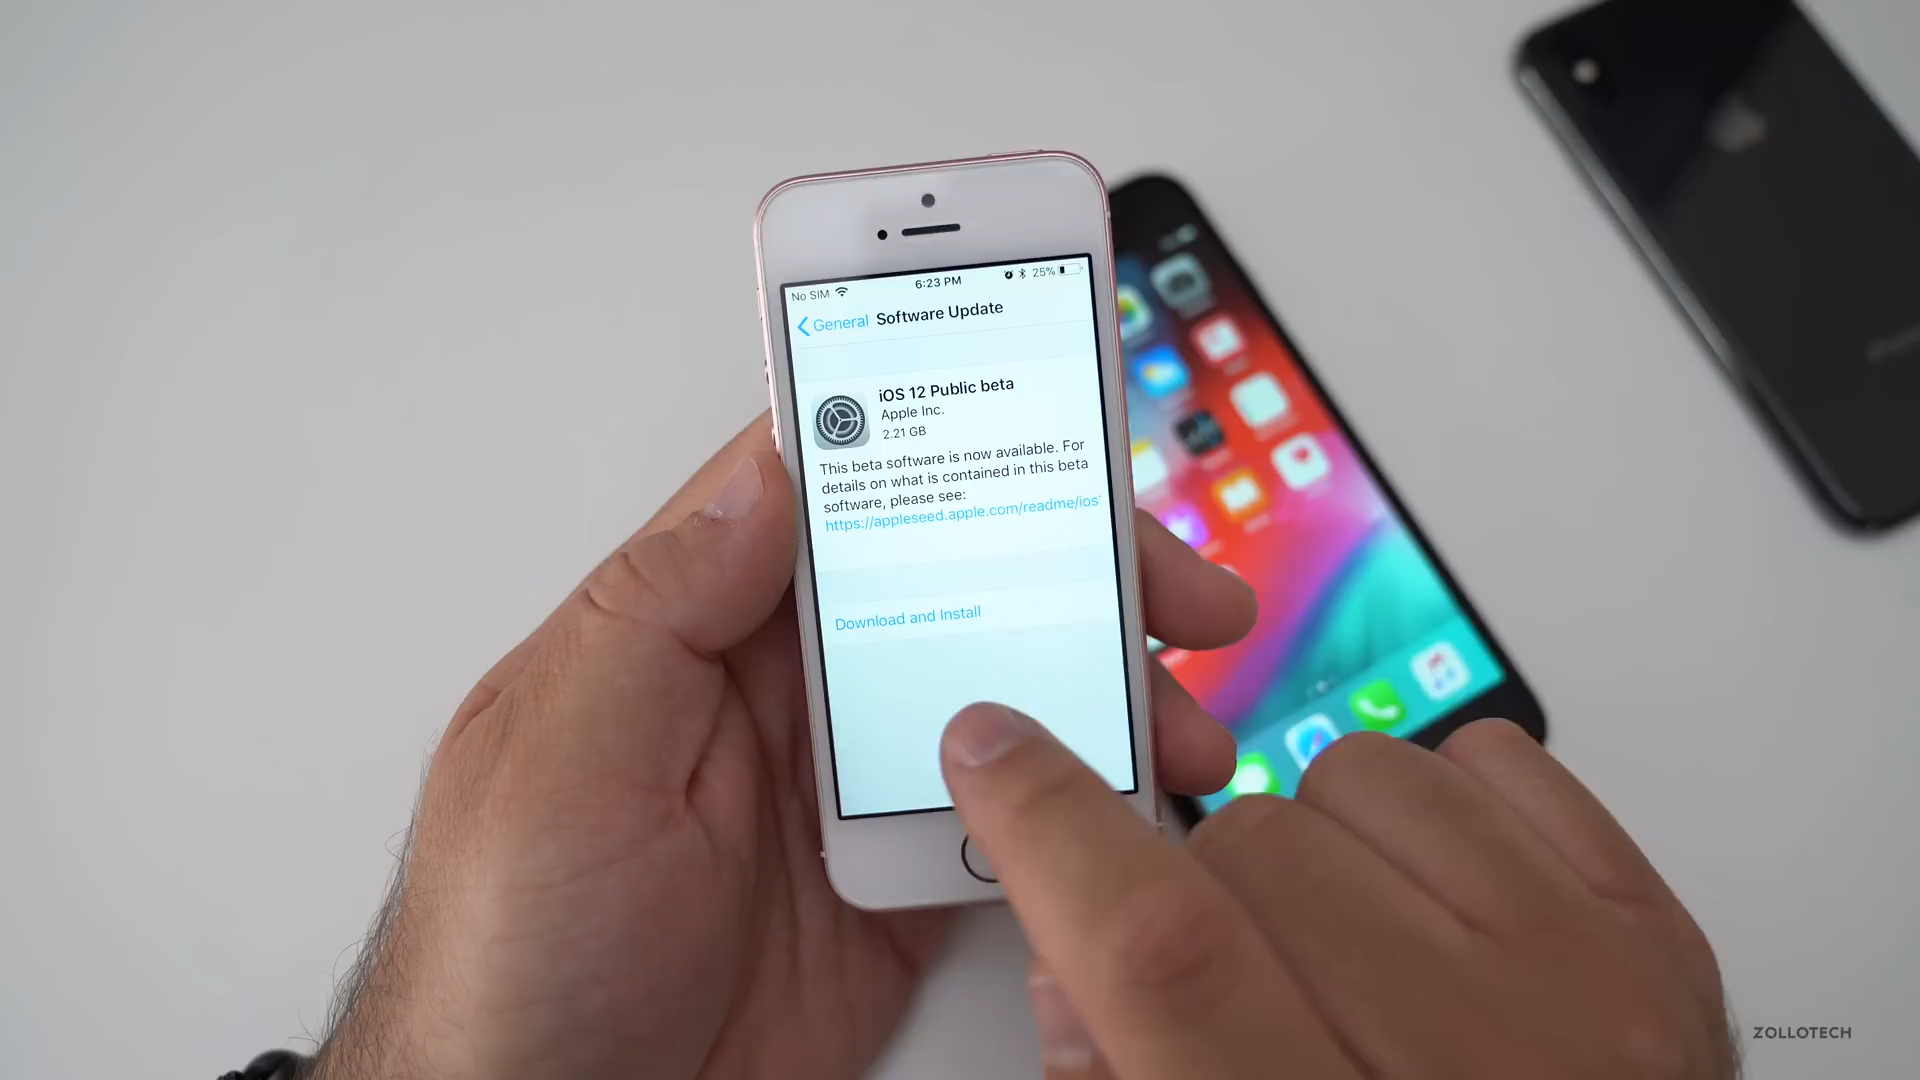 No SIM 6:23 PM 25%
General Software Update
iOS 12 Public beta
Apple Inc.
2.21 GB
This beta software is now available. For
details on what is contained in this beta
software, please see:
https://appleseed.apple.com/readme/ios
Download and Install
ZOLLOTECH